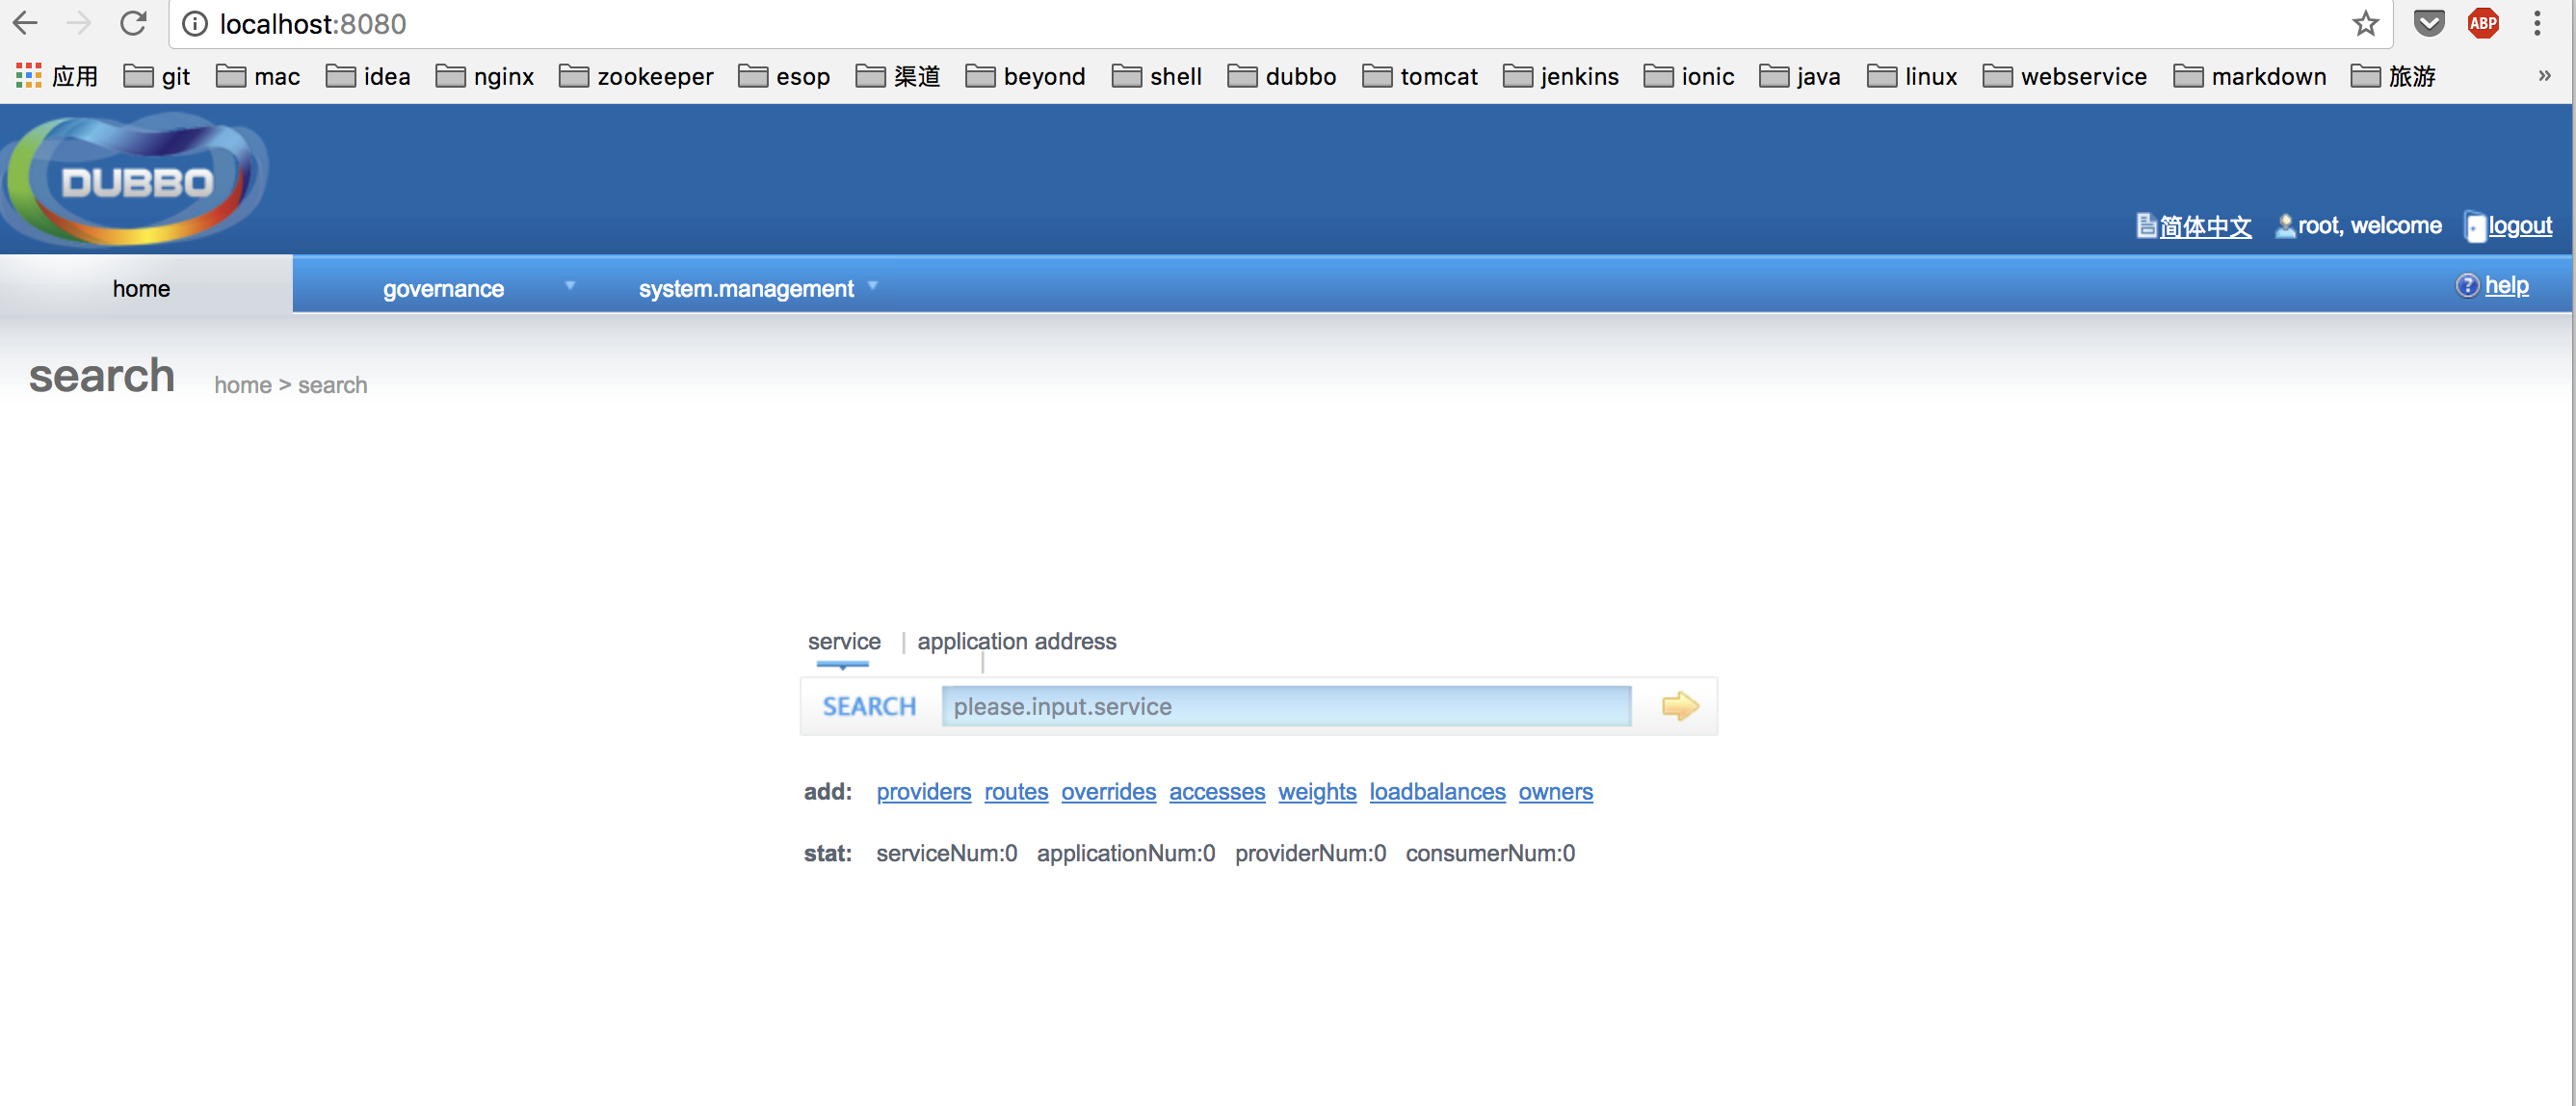 localhost:8080
ABP
应用 git mac idea nginx zookeeper esop 渠道 beyond shell dubbo tomcat jenkins ionic java linux webservice markdown 旅游 »
DUBBO
简体中文 root, welcome logout
home governance system.management help
search home > search
service | application address
SEARCH please.input.service
add: providers routes overrides accesses weights loadbalances owners
stat: serviceNum:0 applicationNum:0 providerNum:0 consumerNum:0